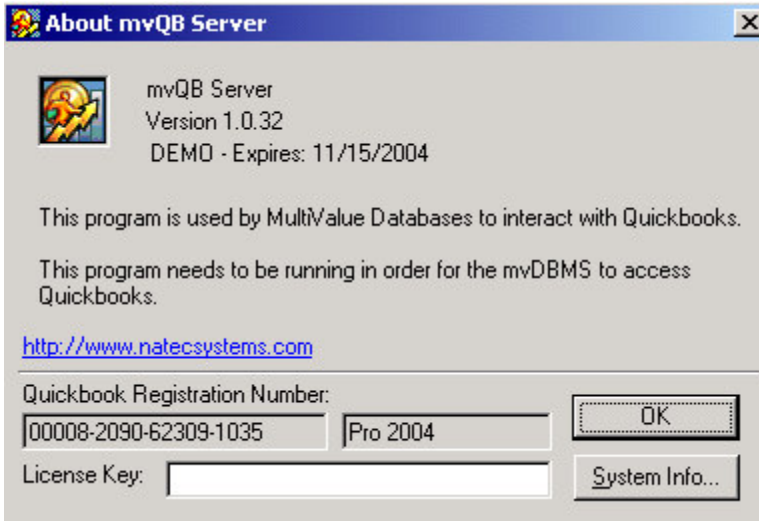 About mvQB Server
mvQB Server
Version 1.0.32
DEMO - Expires: 11/15/2004
This program is used by MultiValue Databases to interact with Quickbooks.
This program needs to be running in order for the mvDBMS to access
Quickbooks.
http://www.natecsystems.com
Quickbook Registration Number:
00008-2090-62309-1035 Pro 2004
OK
License Key:
System Info...